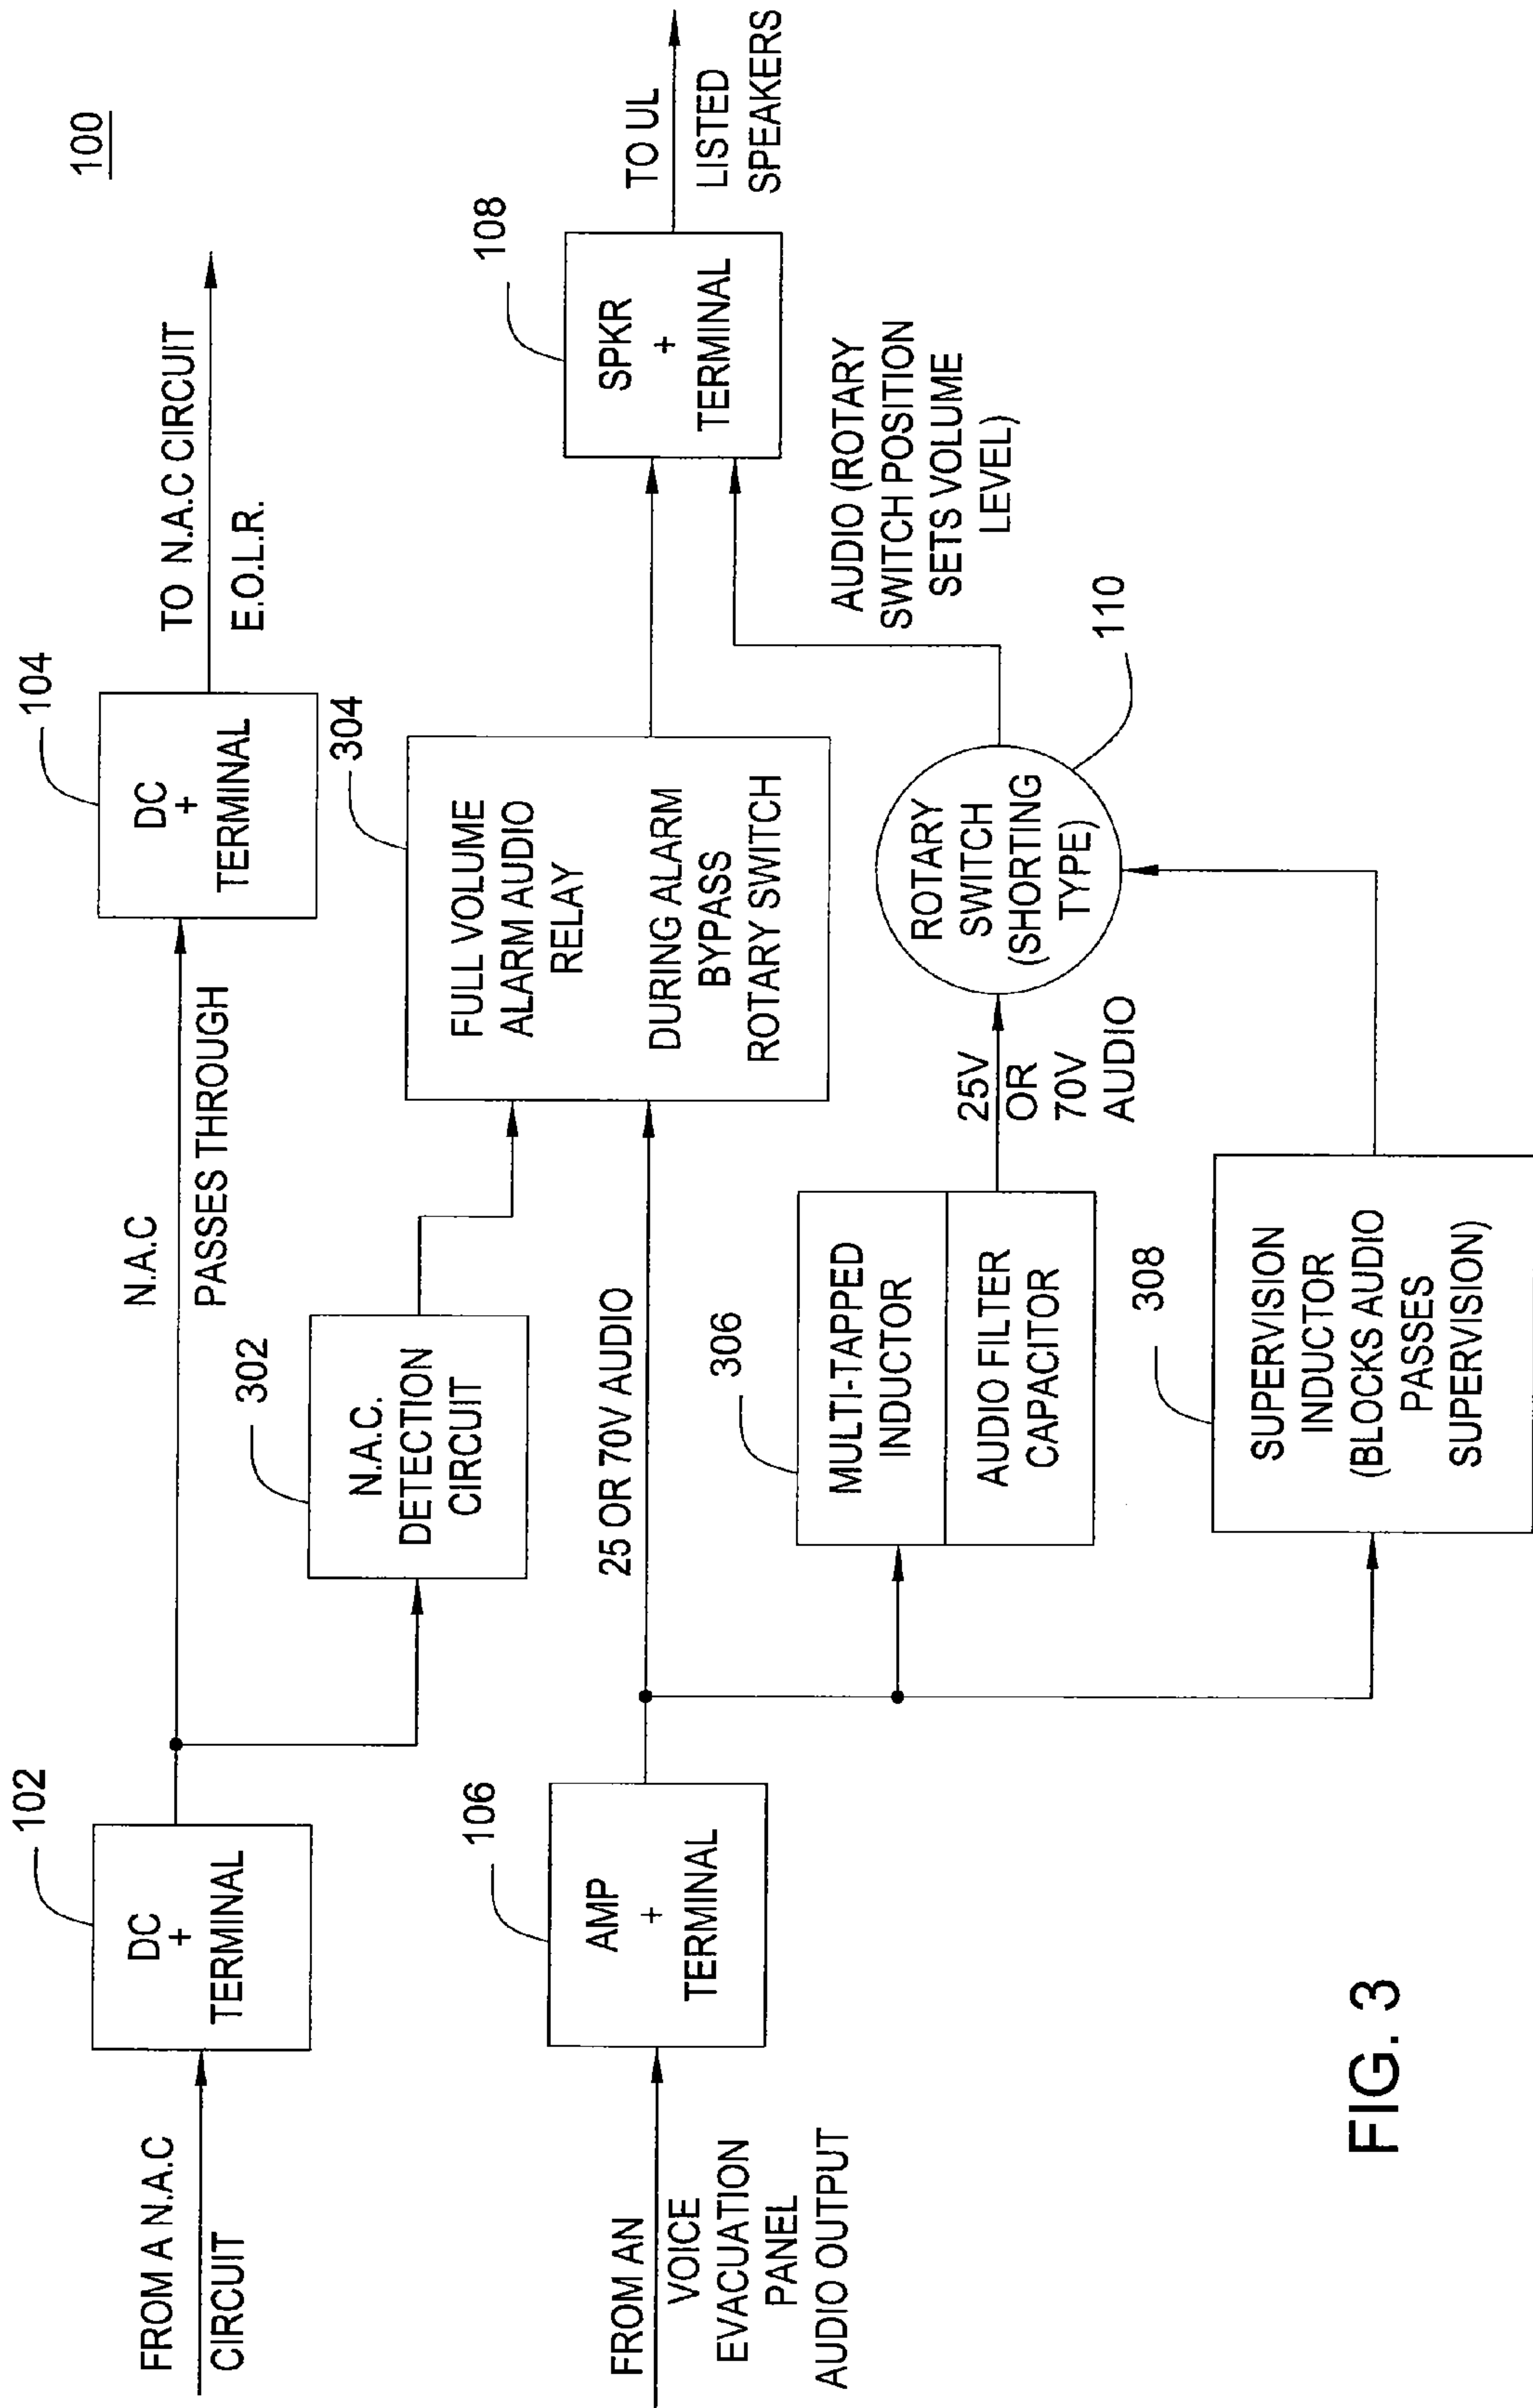 100
FROM A N.A.C
CIRCUIT
102
DC
+
TERMINAL
N.A.C
PASSES THROUGH
104
DC
+
TERMINAL
TO N.A.C CIRCUIT
E.O.L.R.
302
N.A.C.
DETECTION
CIRCUIT
304
FULL VOLUME
ALARM AUDIO
RELAY
DURING ALARM
BYPASS
ROTARY SWITCH
FROM AN
VOICE
EVACUATION
PANEL
AUDIO OUTPUT
106
AMP
+
TERMINAL
25 OR 70V AUDIO
108
SPKR
+
TERMINAL
TO UL
LISTED
SPEAKERS
306
MULTI-TAPPED
INDUCTOR
AUDIO FILTER
CAPACITOR
25V
OR
70V
AUDIO
ROTARY
SWITCH
(SHORTING
TYPE)
110
AUDIO (ROTARY
SWITCH POSITION
SETS VOLUME
LEVEL)
308
SUPERVISION
INDUCTOR
(BLOCKS AUDIO
PASSES
SUPERVISION)
FIG. 3